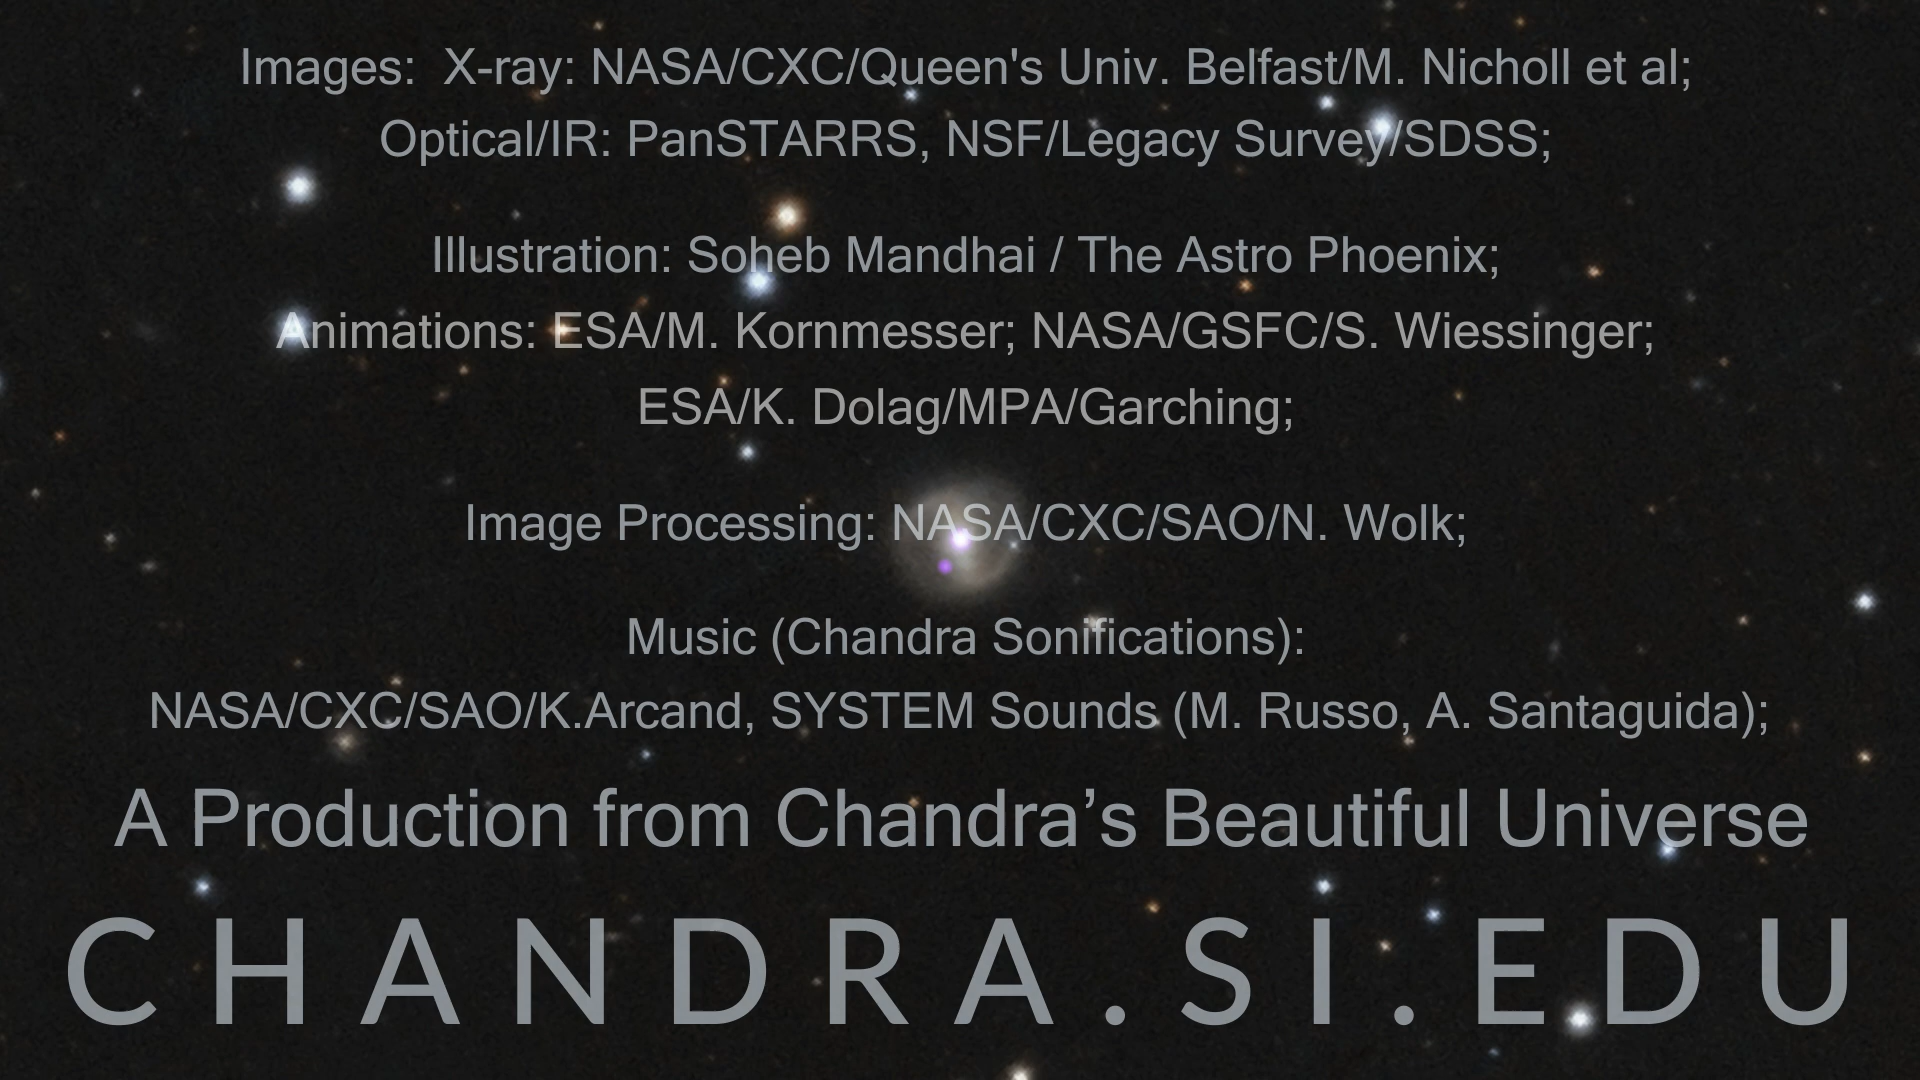 Images:  X-ray: NASA/CXC/Queen's Univ. Belfast/M. Nicholl et al;
Optical/IR: PanSTARRS, NSF/Legacy Survey/SDSS;
Illustration: Soheb Mandhai / The Astro Phoenix;
Animations: ESA/M. Kornmesser; NASA/GSFC/S. Wiessinger;
ESA/K. Dolag/MPA/Garching;
Image Processing: NASA/CXC/SAO/N. Wolk;
Music (Chandra Sonifications):
NASA/CXC/SAO/K.Arcand, SYSTEM Sounds (M. Russo, A. Santaguida);
A Production from Chandra’s Beautiful Universe
CHANDRA.SI.EDU